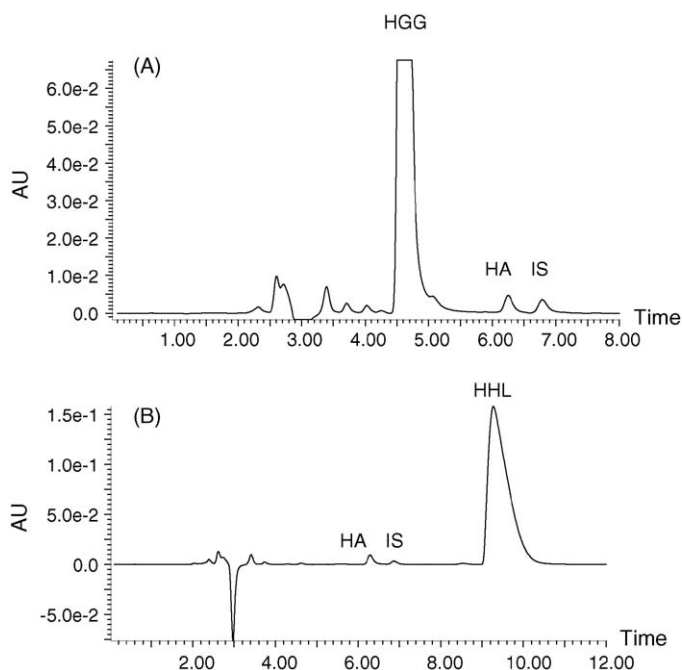 HGG
(A)
6.0e-2
5.0e-2
4.0e-2
AU
3.0e-2
2.0e-2
1.0e-2
HA IS
0.0
Time
1.00 2.00 3.00 4.00 5.00 6.00 7.00 8.00
HHL
1.5e-1
(B)
1.0e-1
AU
5.0e-2
HA IS
0.0
-5.0e-2
Time
2.00 4.00 6.00 8.00 10.00 12.00